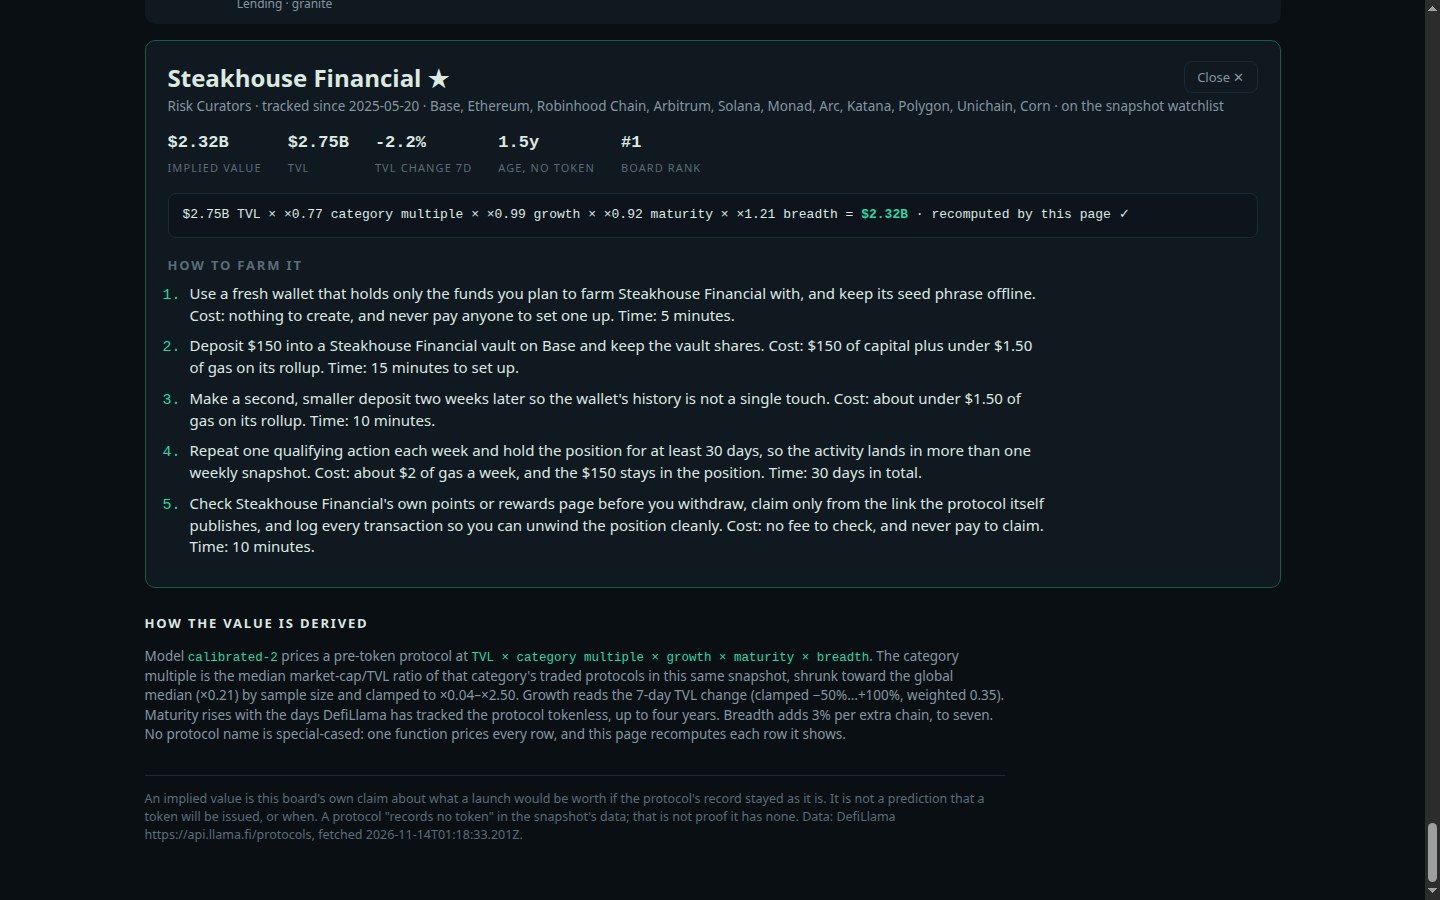 Lending · granite
Steakhouse Financial ★
Close ✕
Risk Curators · tracked since 2025-05-20 · Base, Ethereum, Robinhood Chain, Arbitrum, Solana, Monad, Arc, Katana, Polygon, Unichain, Corn · on the snapshot watchlist
$2.32B $2.75B -2.2% 1.5y #1
IMPLIED VALUE TVL TVL CHANGE 7D AGE, NO TOKEN BOARD RANK
$2.75B TVL × ×0.77 category multiple × ×0.99 growth × ×0.92 maturity × ×1.21 breadth = $2.32B · recomputed by this page ✓
HOW TO FARM IT
1. Use a fresh wallet that holds only the funds you plan to farm Steakhouse Financial with, and keep its seed phrase offline.
Cost: nothing to create, and never pay anyone to set one up. Time: 5 minutes.
2. Deposit $150 into a Steakhouse Financial vault on Base and keep the vault shares. Cost: $150 of capital plus under $1.50
of gas on its rollup. Time: 15 minutes to set up.
3. Make a second, smaller deposit two weeks later so the wallet's history is not a single touch. Cost: about under $1.50 of
gas on its rollup. Time: 10 minutes.
4. Repeat one qualifying action each week and hold the position for at least 30 days, so the activity lands in more than one
weekly snapshot. Cost: about $2 of gas a week, and the $150 stays in the position. Time: 30 days in total.
5. Check Steakhouse Financial's own points or rewards page before you withdraw, claim only from the link the protocol itself
publishes, and log every transaction so you can unwind the position cleanly. Cost: no fee to check, and never pay to claim.
Time: 10 minutes.
HOW THE VALUE IS DERIVED
Model calibrated-2 prices a pre-token protocol at TVL × category multiple × growth × maturity × breadth. The category
multiple is the median market-cap/TVL ratio of that category's traded protocols in this same snapshot, shrunk toward the global
median (×0.21) by sample size and clamped to ×0.04–×2.50. Growth reads the 7-day TVL change (clamped −50%…+100%, weighted 0.35).
Maturity rises with the days DefiLlama has tracked the protocol tokenless, up to four years. Breadth adds 3% per extra chain, to seven.
No protocol name is special-cased: one function prices every row, and this page recomputes each row it shows.
An implied value is this board's own claim about what a launch would be worth if the protocol's record stayed as it is. It is not a prediction that a
token will be issued, or when. A protocol "records no token" in the snapshot's data; that is not proof it has none. Data: DefiLlama
https://api.llama.fi/protocols, fetched 2026-11-14T01:18:33.201Z.